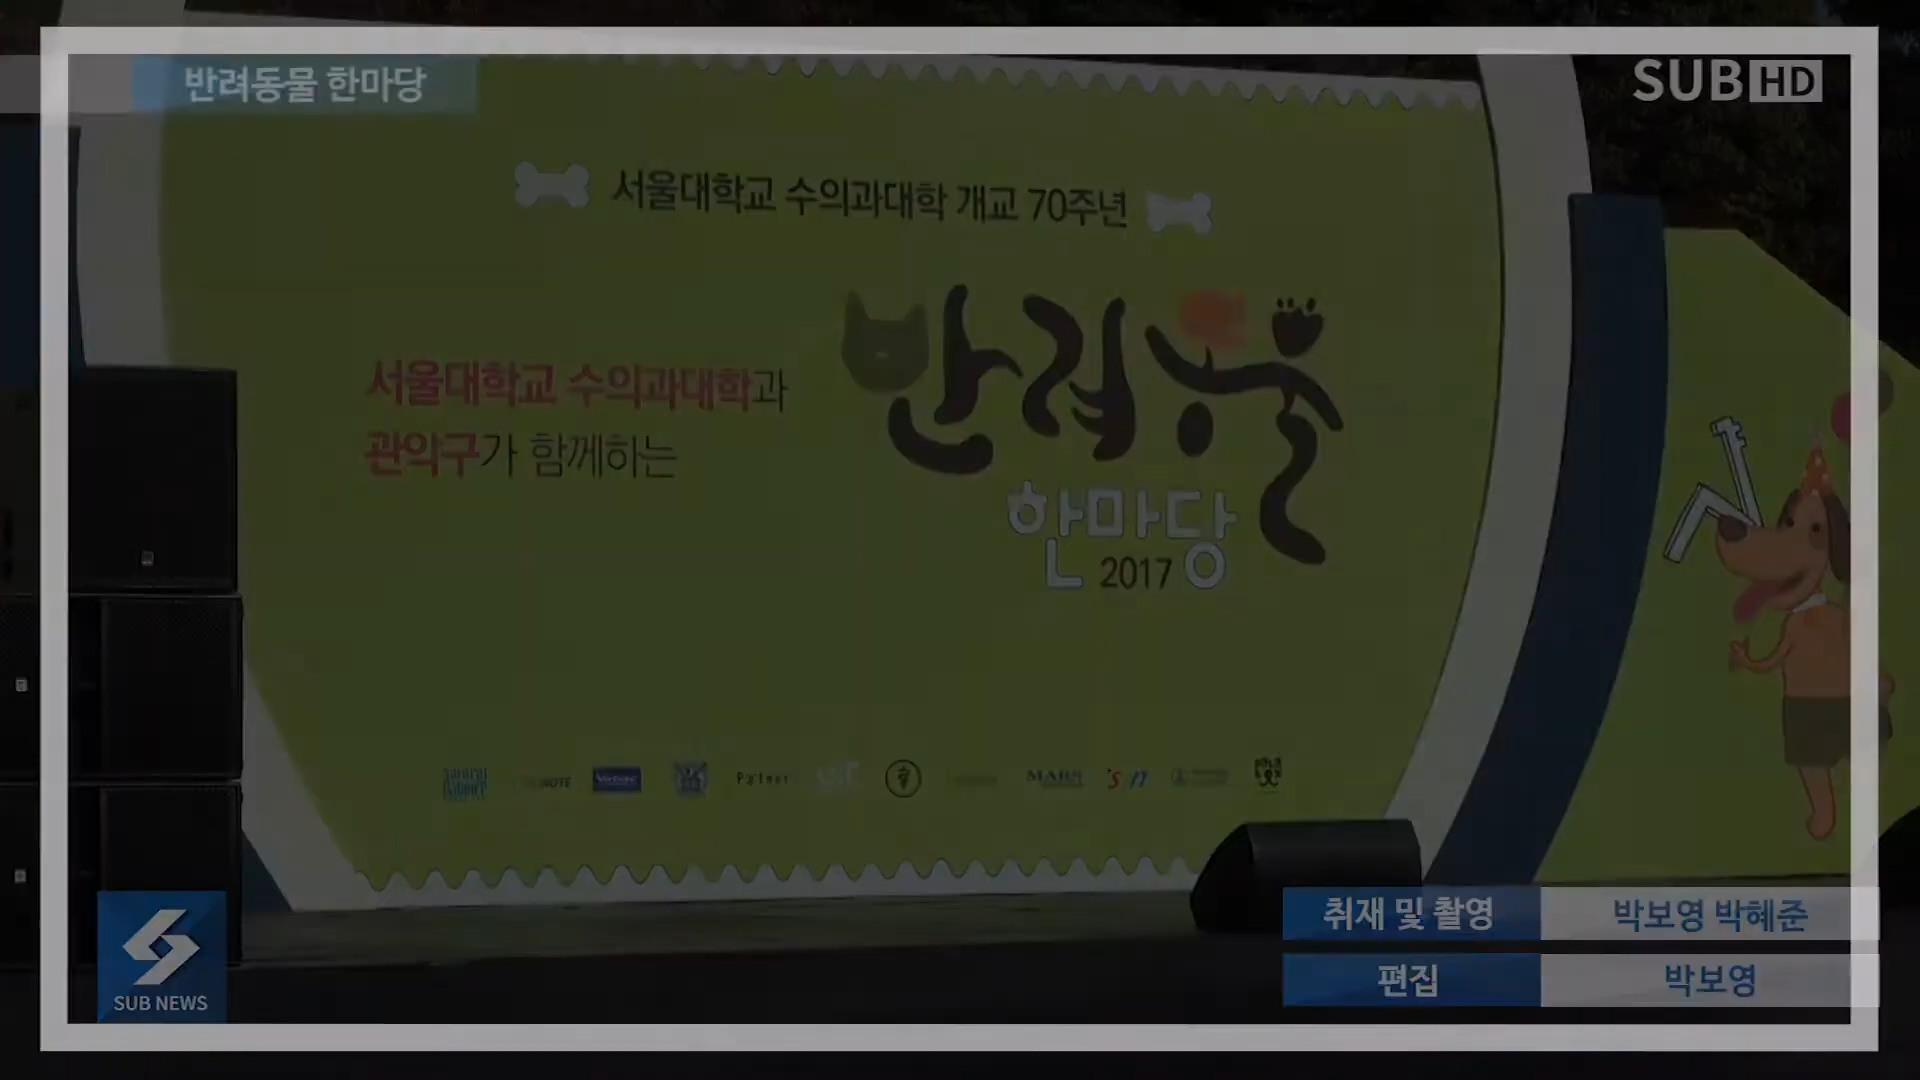 반려동물 한마당
SUB HD
서울대학교 수의과대학 개교 70주년
서울대학교 수의과대학과
관악구가 함께하는
반려동물
한마당
2017
MARS
취재 및 촬영 박보영 박혜준
편집 박보영
SUB NEWS